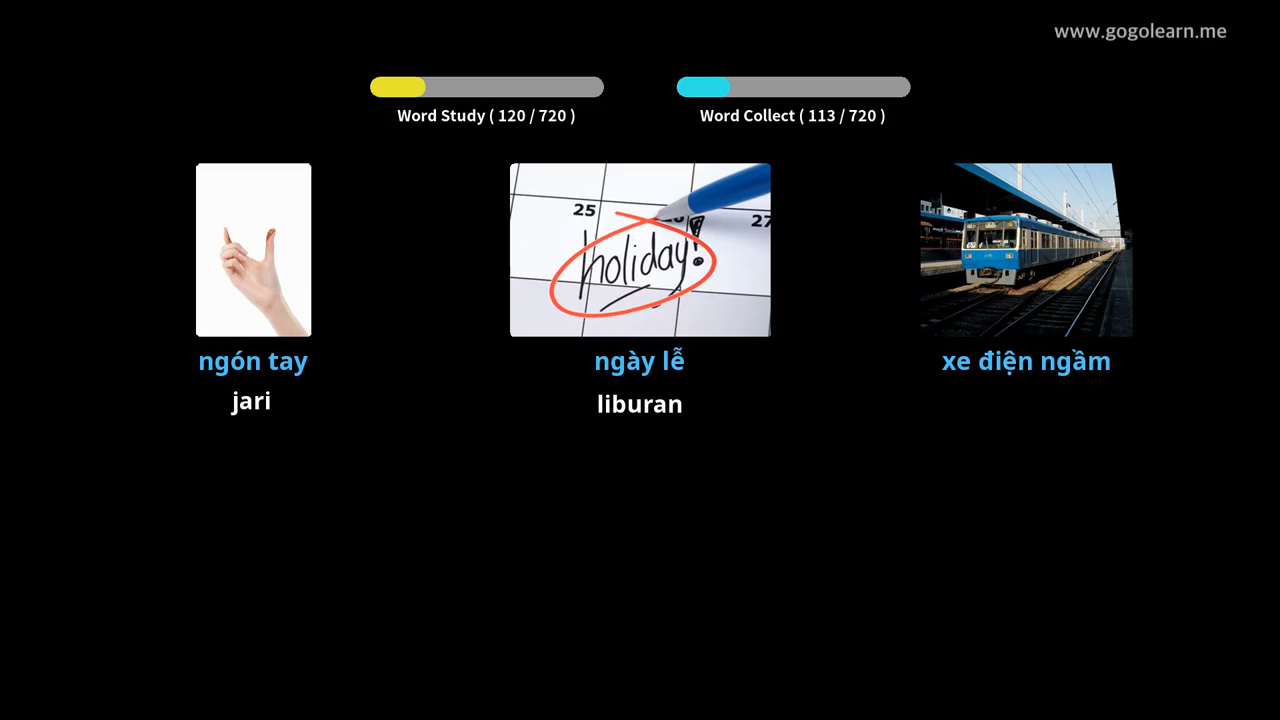 www.gogolearn.me
Word Study ( 120 / 720 )
Word Collect ( 113 / 720 )
25
27
holiday!
ngón tay
ngày lễ
xe điện ngầm
jari
liburan